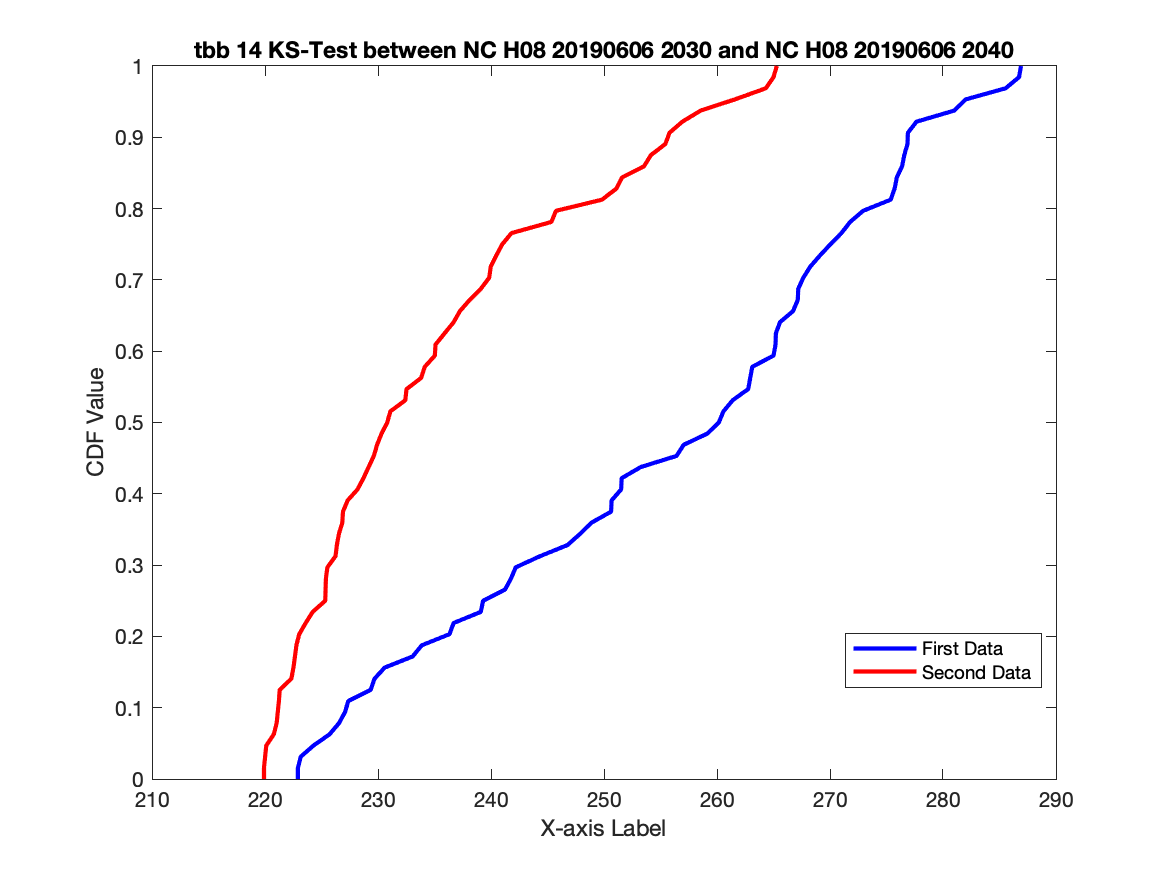 tbb 14 KS-Test between NC H08 20190606 2030 and NC H08 20190606 2040
1
0.9
0.8
0.7
0.6
0.5
0.4
0.3
0.2
0.1
0
CDF Value
First Data
Second Data
210 220 230 240 250 260 270 280 290
X-axis Label